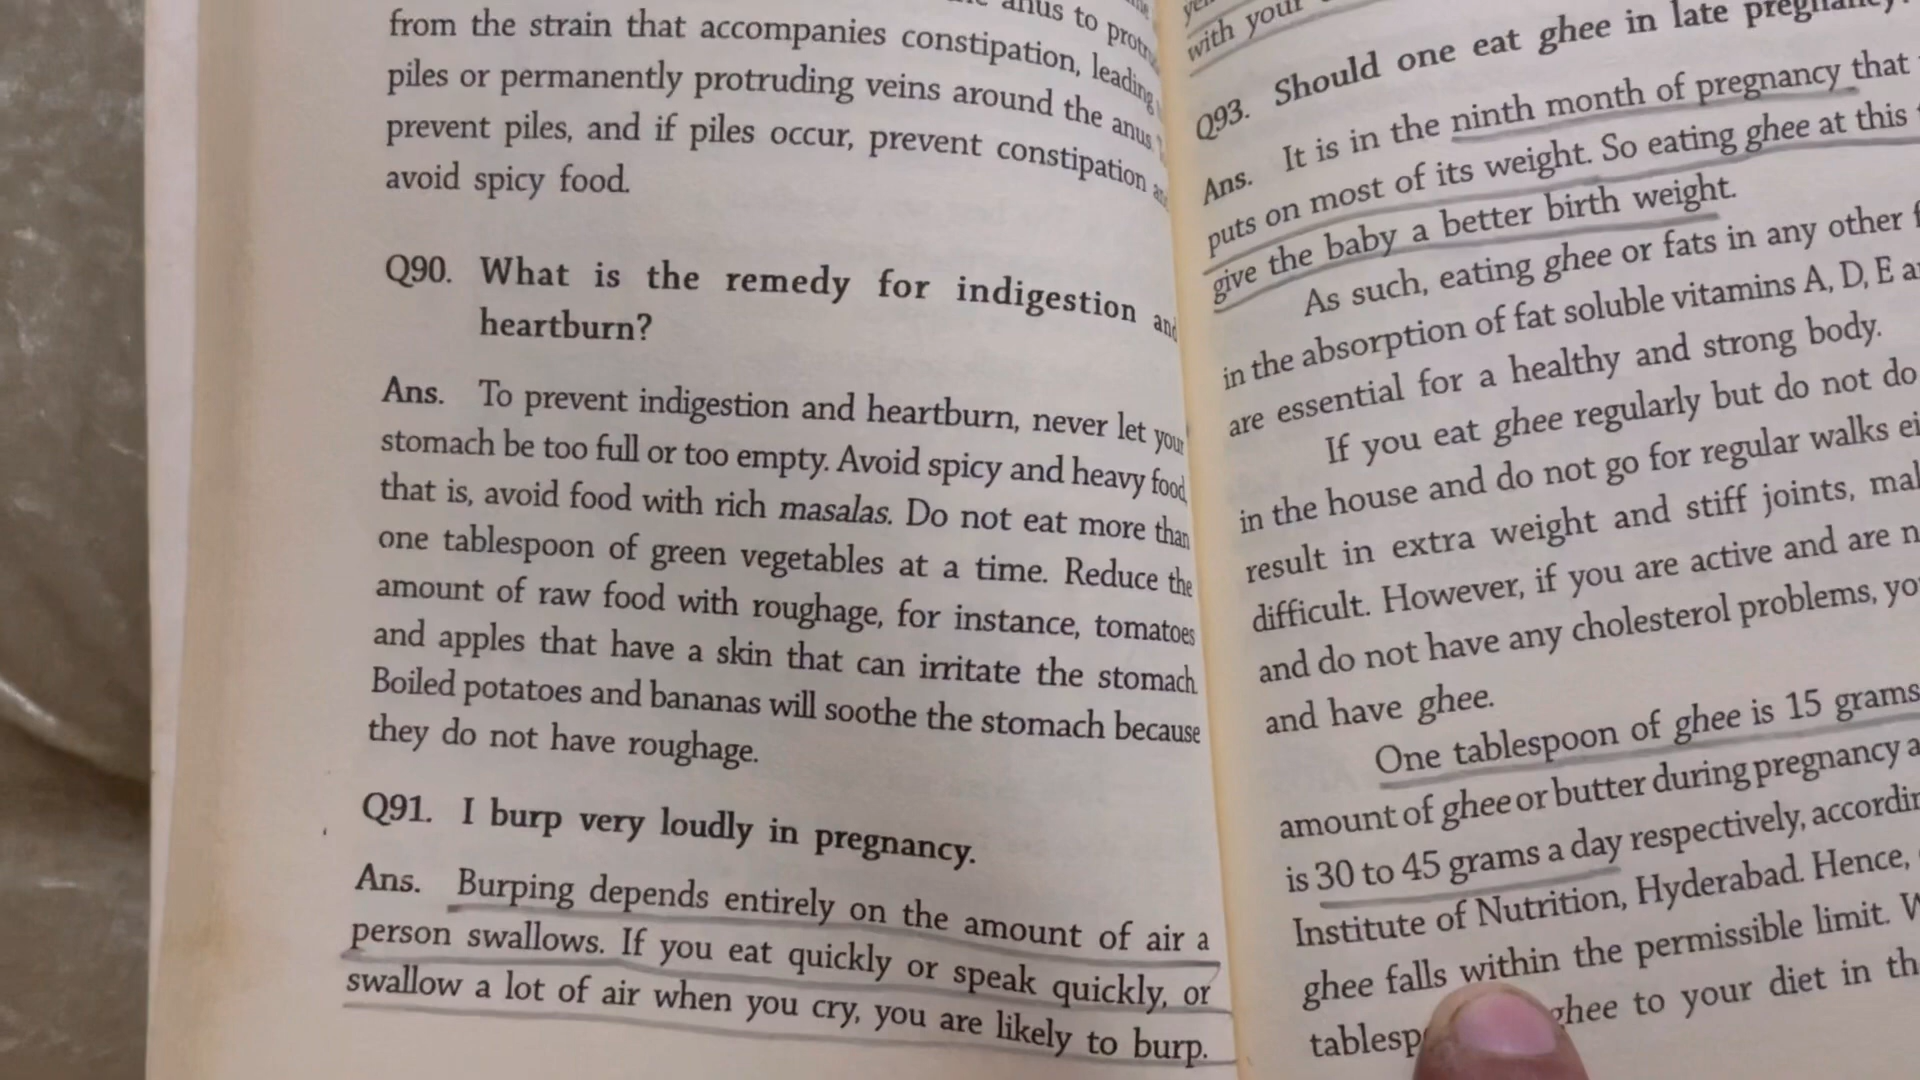 anus to
from the strain that accompanies constipation, leading
piles or permanently protruding veins around the anus
prevent piles, and if piles occur, prevent constipation
avoid spicy food.
Q90. What is the remedy for indigestion and
heartburn?
Ans. To prevent indigestion and heartburn, never let your
stomach be too full or too empty. Avoid spicy and heavy food,
that is, avoid food with rich masalas. Do not eat more than
one tablespoon of green vegetables at a time. Reduce the
amount of raw food with roughage, for instance, tomatoes
and apples that have a skin that can irritate the stomach.
Boiled potatoes and bananas will soothe the stomach because
they do not have roughage.
Q91. I burp very loudly in pregnancy.
Ans. Burping depends entirely on the amount of air a
person swallows. If you eat quickly or speak quickly, or
swallow a lot of air when you cry, you are likely to burp.
with your
Q93. Should one eat ghee in late pregnancy?
Ans. It is in the ninth month of pregnancy that
puts on most of its weight. So eating ghee at this
give the baby a better birth weight.
As such, eating ghee or fats in any other
in the absorption of fat soluble vitamins A, D, E
are essential for a healthy and strong body.
If you eat ghee regularly but do not do
in the house and do not go for regular walks
result in extra weight and stiff joints,
difficult. However, if you are active and are
and do not have any cholesterol problems,
and have ghee.
One tablespoon of ghee is 15 grams
amount of ghee or butter during pregnancy
is 30 to 45 grams a day respectively,
Institute of Nutrition, Hyderabad. Hence,
ghee falls within the permissible limit.
ghee to your diet in